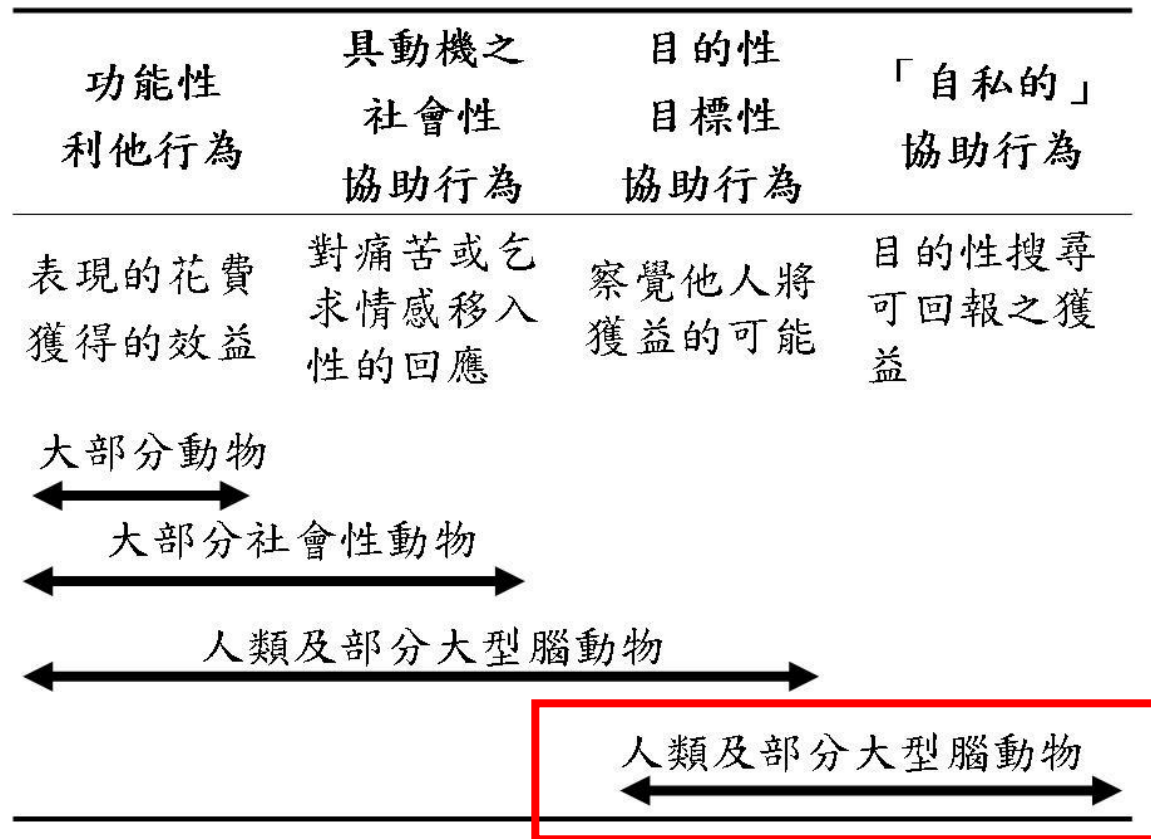 功能性
利他行為
具動機之
社會性
協助行為
目的性
目標性
協助行為
「自私的」
協助行為
表現的花費
獲得的效益
對痛苦或乞
求情感移入
性的回應
察覺他人將
獲益的可能
目的性搜尋
可回報之獲
益
大部分動物
大部分社會性動物
人類及部分大型腦動物
人類及部分大型腦動物